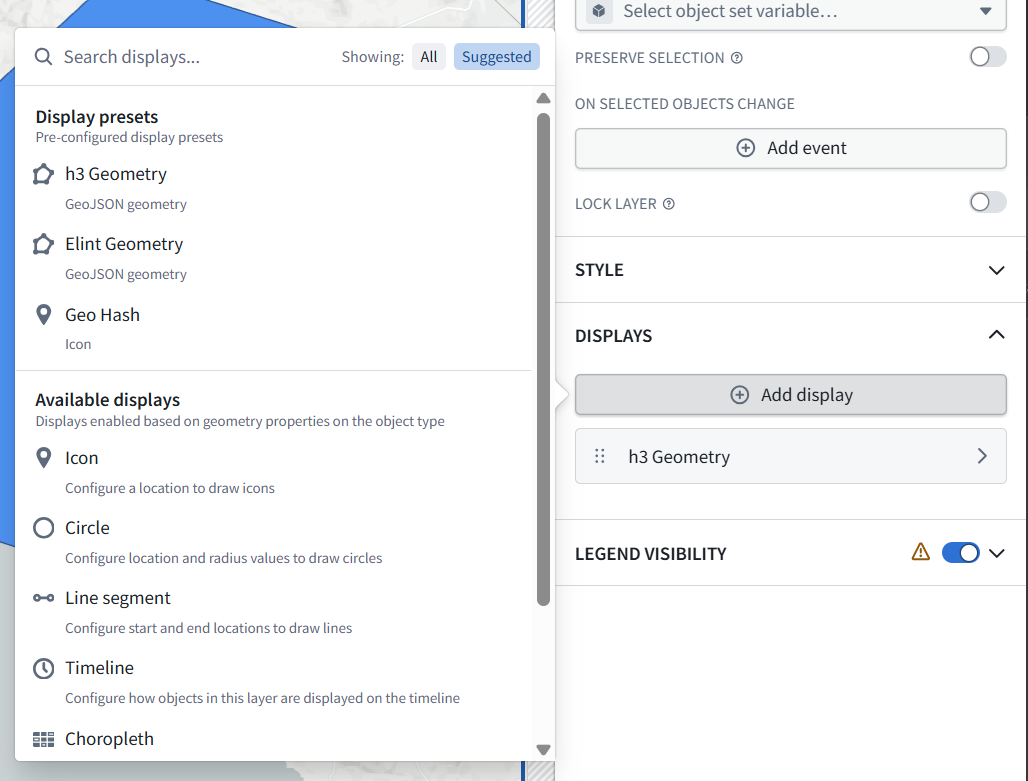 Select object set variable...
Search displays...
Showing:
All
Suggested
PRESERVE SELECTION
Display presets
Pre-configured display presets
ON SELECTED OBJECTS CHANGE
h3 Geometry
GeoJSON geometry
Add event
Elint Geometry
GeoJSON geometry
LOCK LAYER
Geo Hash
Icon
STYLE
DISPLAYS
Available displays
Displays enabled based on geometry properties on the object type
Add display
Icon
Configure a location to draw icons
h3 Geometry
Circle
Configure location and radius values to draw circles
LEGEND VISIBILITY
Line segment
Configure start and end locations to draw lines
Timeline
Configure how objects in this layer are displayed on the timeline
Choropleth